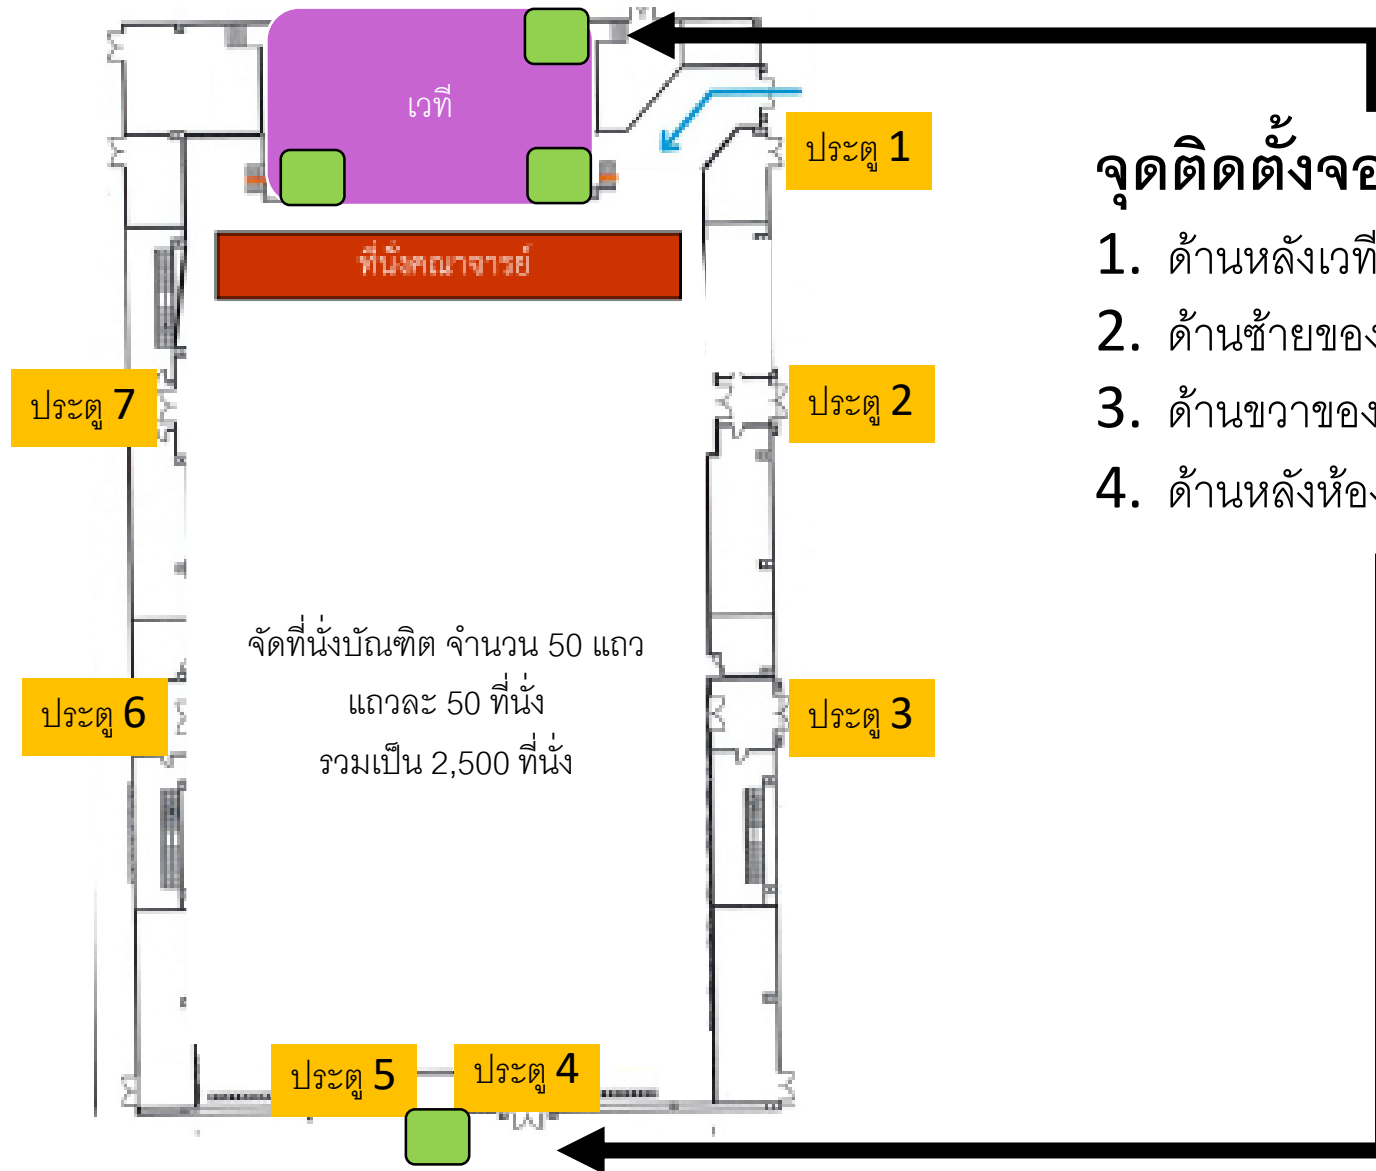 เวที
ประตู 1
จุดติดตั้งจอ
1. ด้านหลังเวที
ที่นั่งคณาจารย์
2. ด้านซ้ายของ
ประตู 7
ประตู 2
3. ด้านขวาของ
4. ด้านหลังห้อง
จัดที่นั่งบัณฑิต จำนวน 50 แถว
แถวละ 50 ที่นั่ง
รวมเป็น 2,500 ที่นั่ง
ประตู 6
ประตู 3
ประตู 5
ประตู 4